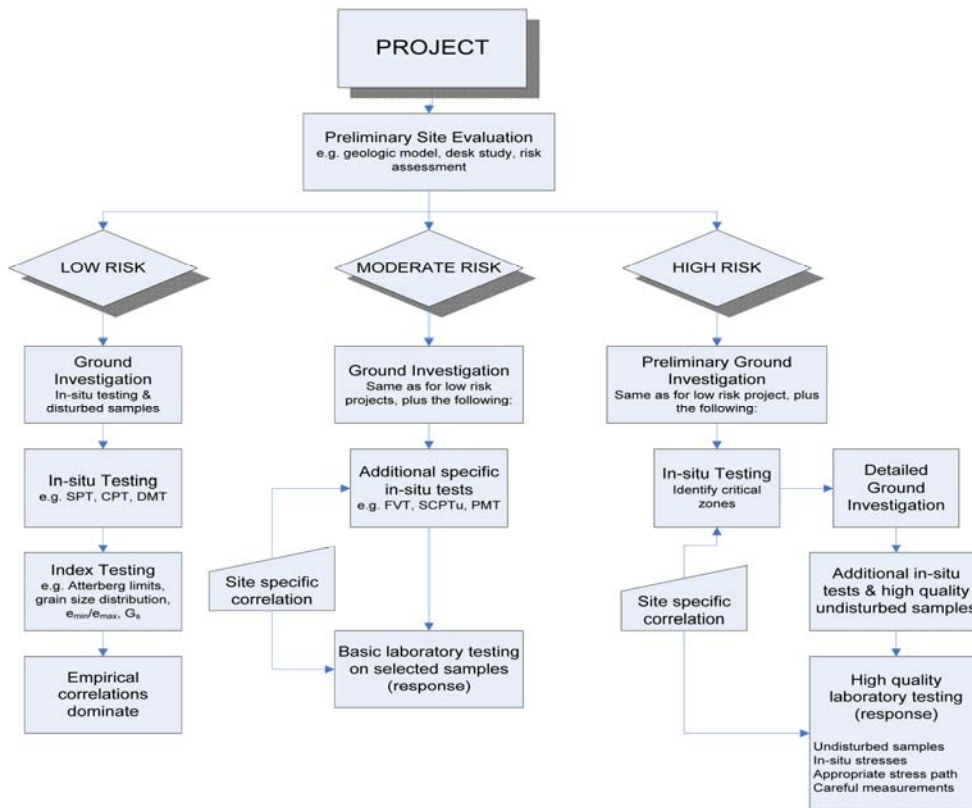 PROJECT
Preliminary Site Evaluation
e.g. geologic model, desk study, risk
assessment
LOW RISK
MODERATE RISK
HIGH RISK
Ground
Investigation
In-situ testing &
disturbed samples
In-situ Testing
e.g. SPT, CPT, DMT
Index Testing
e.g. Atterberg limits,
grain size distribution,
emin/emax, Gs
Empirical
correlations
dominate
Ground Investigation
Same as for low risk
projects, plus the following:
Additional specific
in-situ tests
e.g. FVT, SCPTu, PMT
Site specific
correlation
Basic laboratory testing
on selected samples
(response)
Preliminary Ground
Investigation
Same as for low risk project, plus
the following:
In-situ Testing
Identify critical
zones
Detailed
Ground
Investigation
Site specific
correlation
Additional in-situ
tests & high quality
undisturbed samples
High quality
laboratory testing
(response)
Undisturbed samples
In-situ stresses
Appropriate stress path
Careful measurements